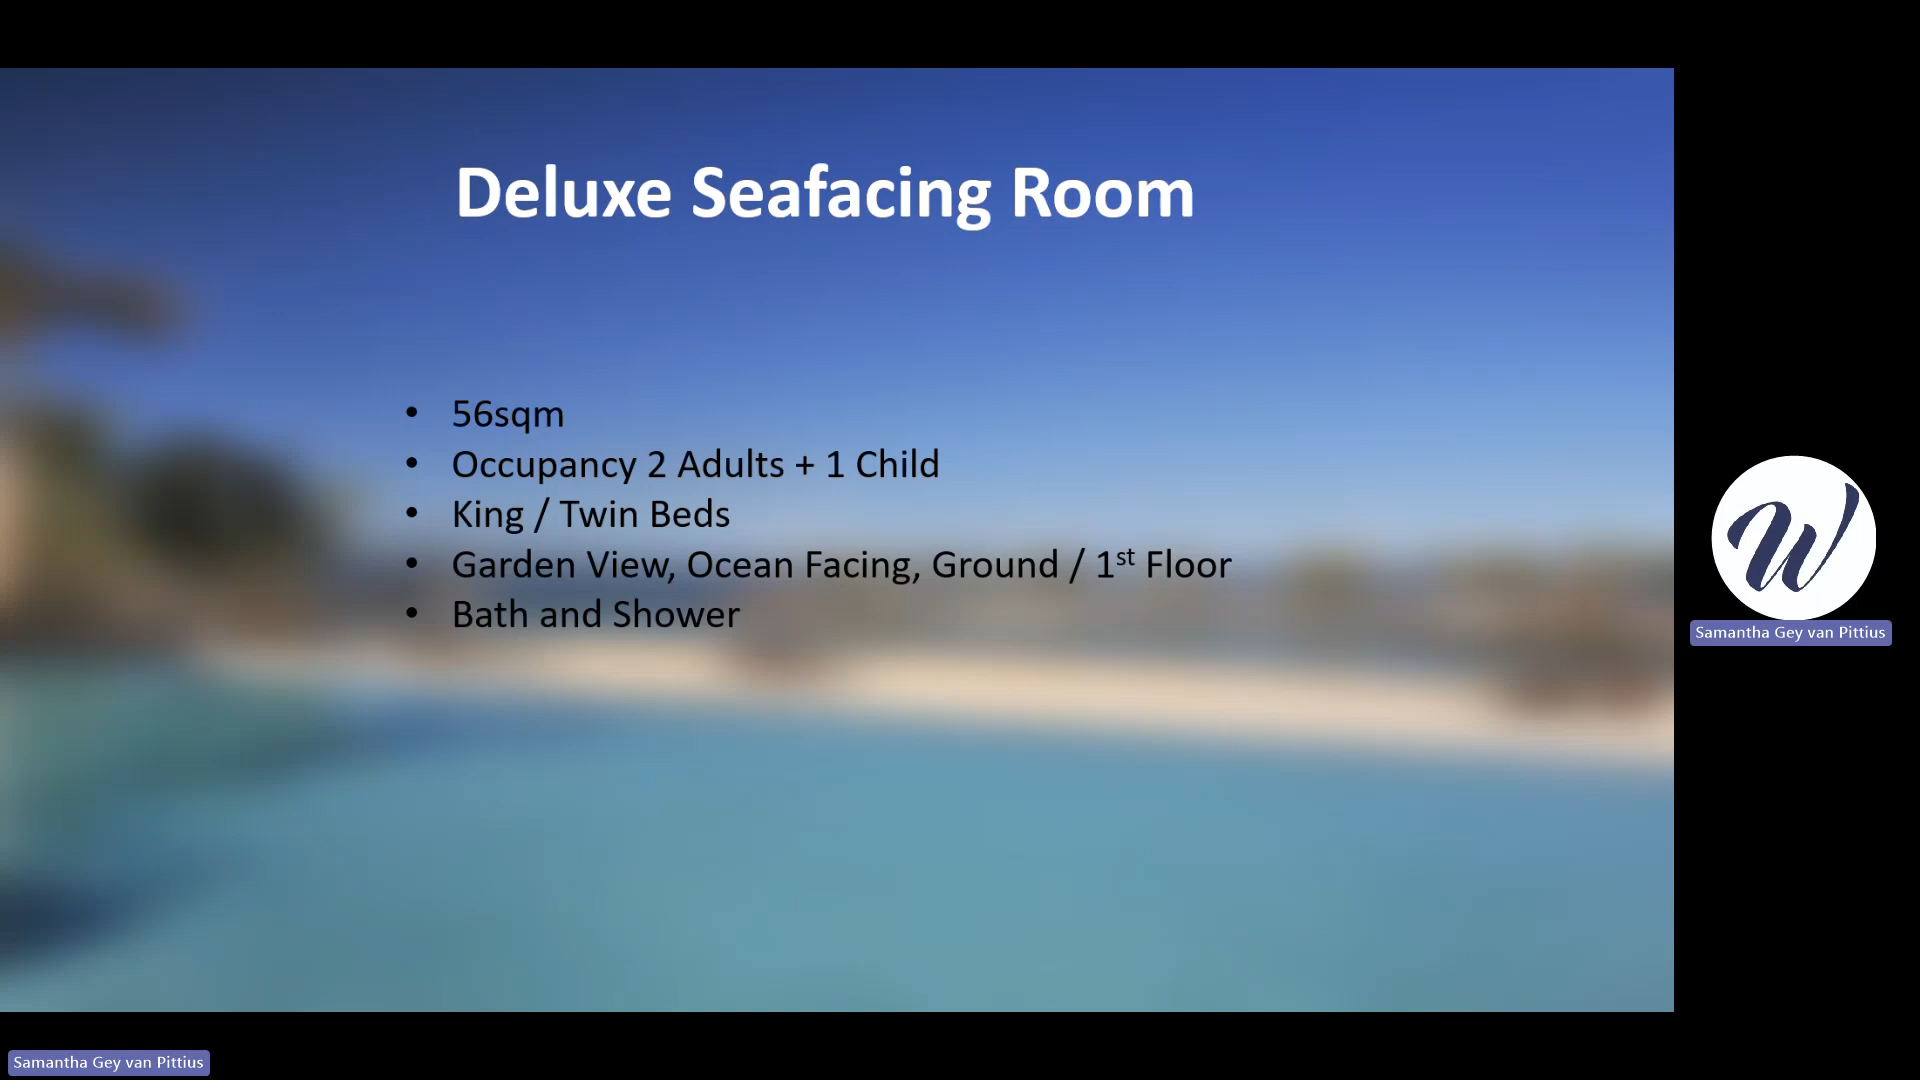 Deluxe Seafacing Room
• 56sqm
• Occupancy 2 Adults + 1 Child
• King / Twin Beds
• Garden View, Ocean Facing, Ground / 1st Floor
• Bath and Shower
W
Samantha Gey van Pittius
Samantha Gey van Pittius